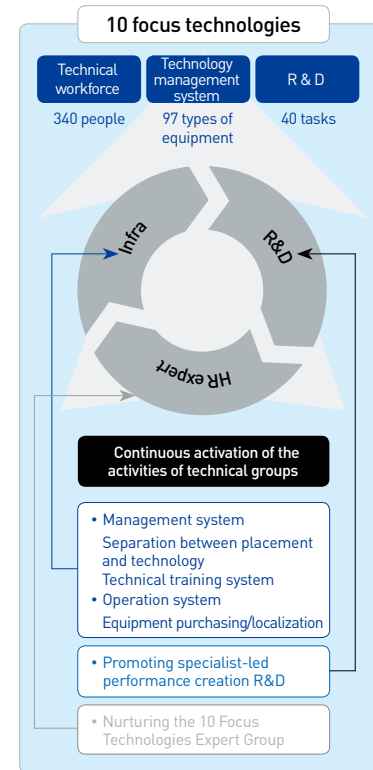 10 focus technologies
Technical
workforce
Technology
management
system
R & D
340 people
97 types of
equipment
40 tasks
Infra
R&D
HR expert
Continuous activation of the
activities of technical groups
• Management system
Separation between placement
and technology
Technical training system
• Operation system
Equipment purchasing/localization
• Promoting specialist-led
performance creation R&D
• Nurturing the 10 Focus
Technologies Expert Group